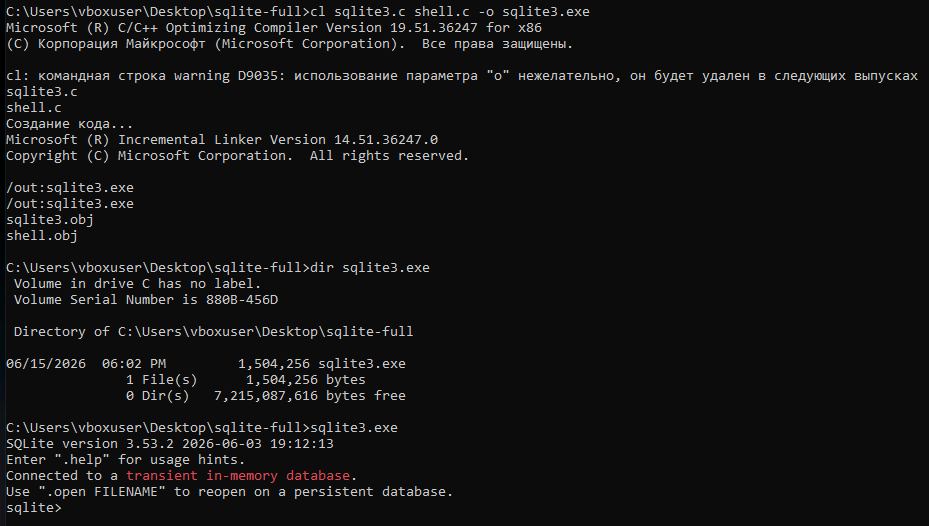 C:\Users\vboxuser\Desktop\sqlite-full>cl sqlite3.c shell.c -o sqlite3.exe
Microsoft (R) C/C++ Optimizing Compiler Version 19.51.36247 for x86
(C) Корпорация Майкрософт (Microsoft Corporation).  Все права защищены.

cl: командная строка warning D9035: использование параметра "o" нежелательно, он будет удален в следующих выпусках
sqlite3.c
shell.c
Создание кода...
Microsoft (R) Incremental Linker Version 14.51.36247.0
Copyright (C) Microsoft Corporation.  All rights reserved.

/out:sqlite3.exe
/out:sqlite3.exe
sqlite3.obj
shell.obj

C:\Users\vboxuser\Desktop\sqlite-full>dir sqlite3.exe
 Volume in drive C has no label.
 Volume Serial Number is 880B-456D

 Directory of C:\Users\vboxuser\Desktop\sqlite-full

06/15/2026  06:02 PM         1,504,256 sqlite3.exe
               1 File(s)      1,504,256 bytes
               0 Dir(s)   7,215,087,616 bytes free

C:\Users\vboxuser\Desktop\sqlite-full>sqlite3.exe
SQLite version 3.53.2 2026-06-03 19:12:13
Enter ".help" for usage hints.
Connected to a transient in-memory database.
Use ".open FILENAME" to reopen on a persistent database.
sqlite>